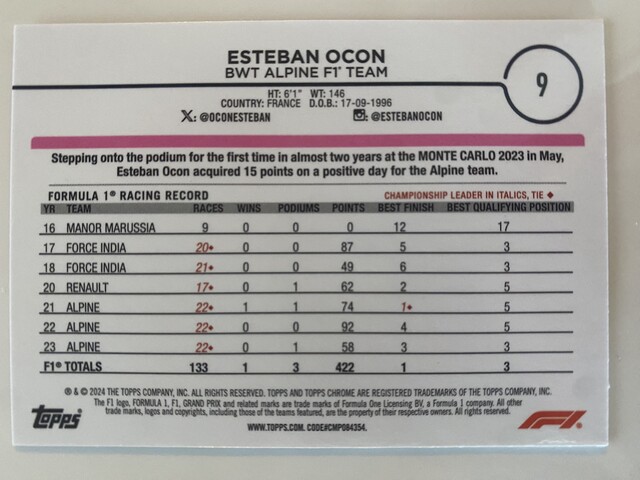 ESTEBAN OCON
BWT ALPINE F1® TEAM
9
HT: 6'1" WT: 146
COUNTRY: FRANCE D.O.B.: 17-09-1996
X: @OCONESTEBAN @ESTEBANOCON
Stepping onto the podium for the first time in almost two years at the MONTE CARLO 2023 in May,
Esteban Ocon acquired 15 points on a positive day for the Alpine team.
FORMULA 1® RACING RECORD CHAMPIONSHIP LEADER IN ITALICS, TIE ◆
YR TEAM RACES WINS PODIUMS POINTS BEST FINISH BEST QUALIFYING POSITION
16 MANOR MARUSSIA 9 0 0 0 12 17
17 FORCE INDIA 20◆ 0 0 87 5 3
18 FORCE INDIA 21◆ 0 0 49 6 3
20 RENAULT 17◆ 0 1 62 2 5
21 ALPINE 22◆ 1 1 74 1◆ 5
22 ALPINE 22◆ 0 0 92 4 5
23 ALPINE 22◆ 0 1 58 3 3
F1® TOTALS 133 1 3 422 1 3
® & © 2024 THE TOPPS COMPANY, INC. ALL RIGHTS RESERVED. TOPPS AND TOPPS CHROME ARE REGISTERED TRADEMARKS OF THE TOPPS COMPANY, INC.
The F1 logo, FORMULA 1, F1, GRAND PRIX and related marks are trade marks of Formula One Licensing BV, a Formula 1 company. All other
trade marks, logos and copyrights, including those of the teams featured, are the property of their respective owners. All rights reserved.
Topps WWW.TOPPS.COM. CODE#CMP084354. F1